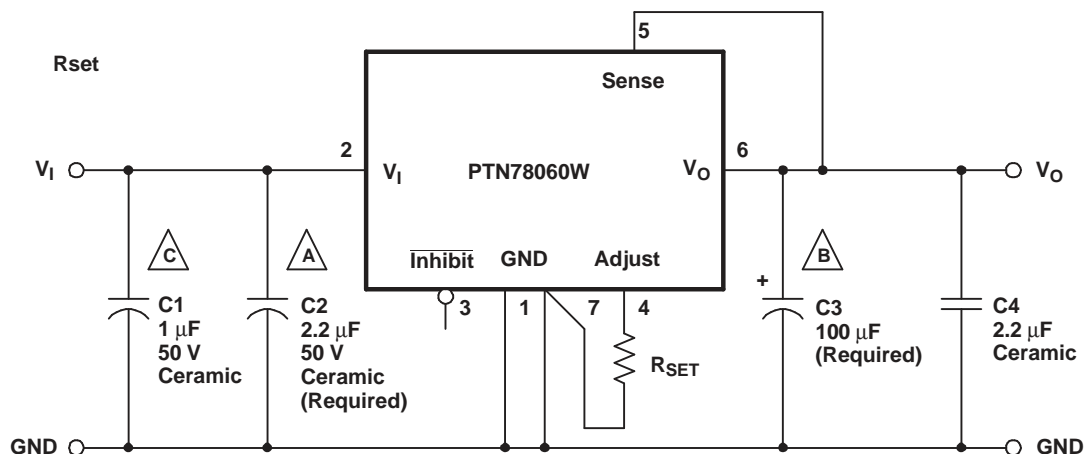 5
Rset
Sense
2
6
VI
VI
PTN78060W
VO
VO
C
A
Inhibit
GND
Adjust
B
3
1
7
4
+
C1
1 μF
50 V
Ceramic
C2
2.2 μF
50 V
Ceramic
(Required)
RSET
C3
100 μF
(Required)
C4
2.2 μF
Ceramic
GND
GND